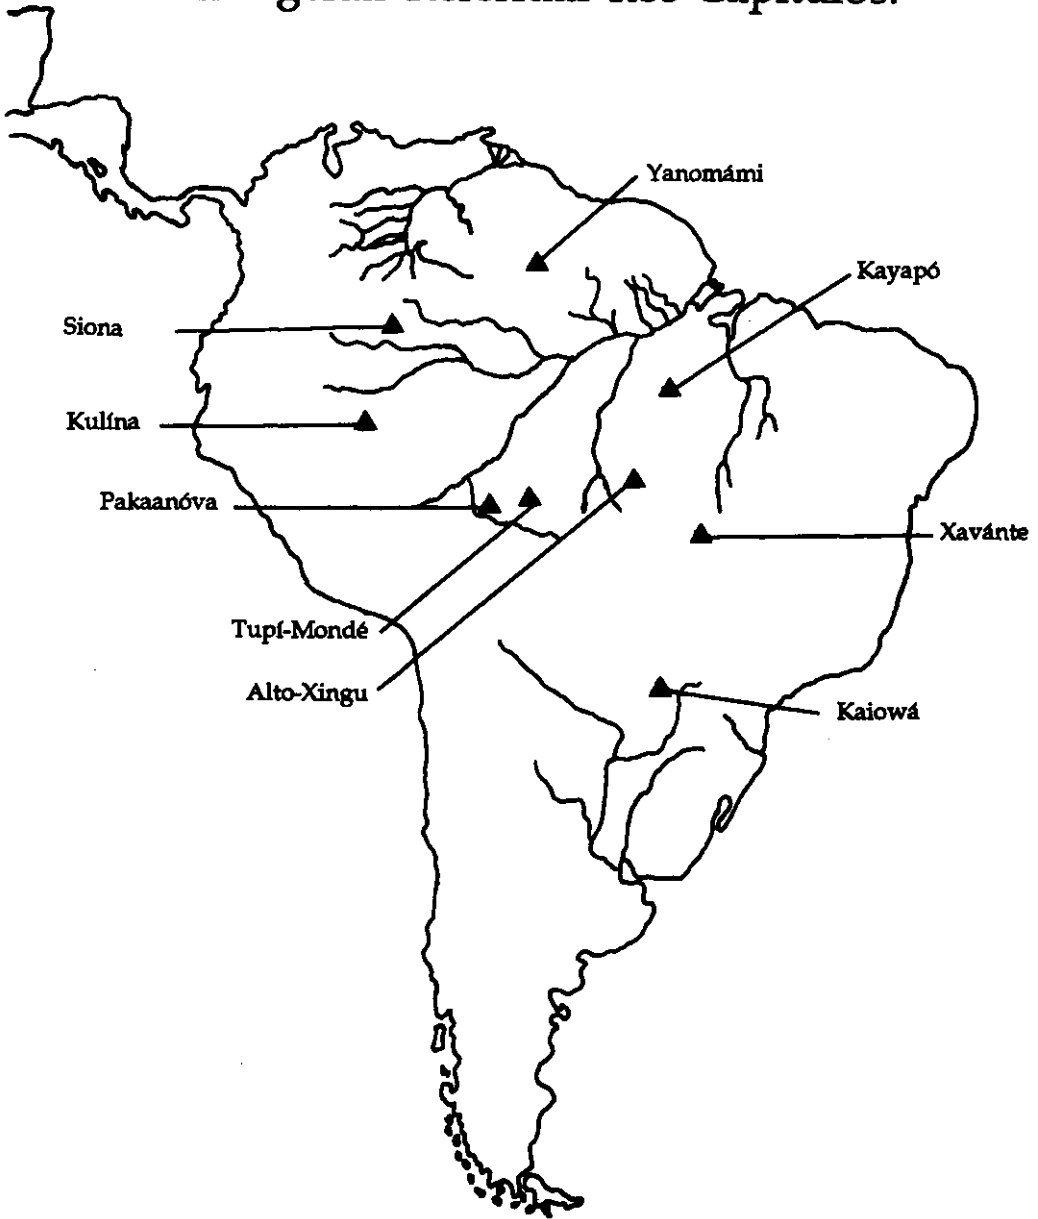 Yanomámi
Kayapó
Siona
Kulína
Pakaanóva
Xavánte
Tupí-Mondé
Alto-Xingu
Kaiowá